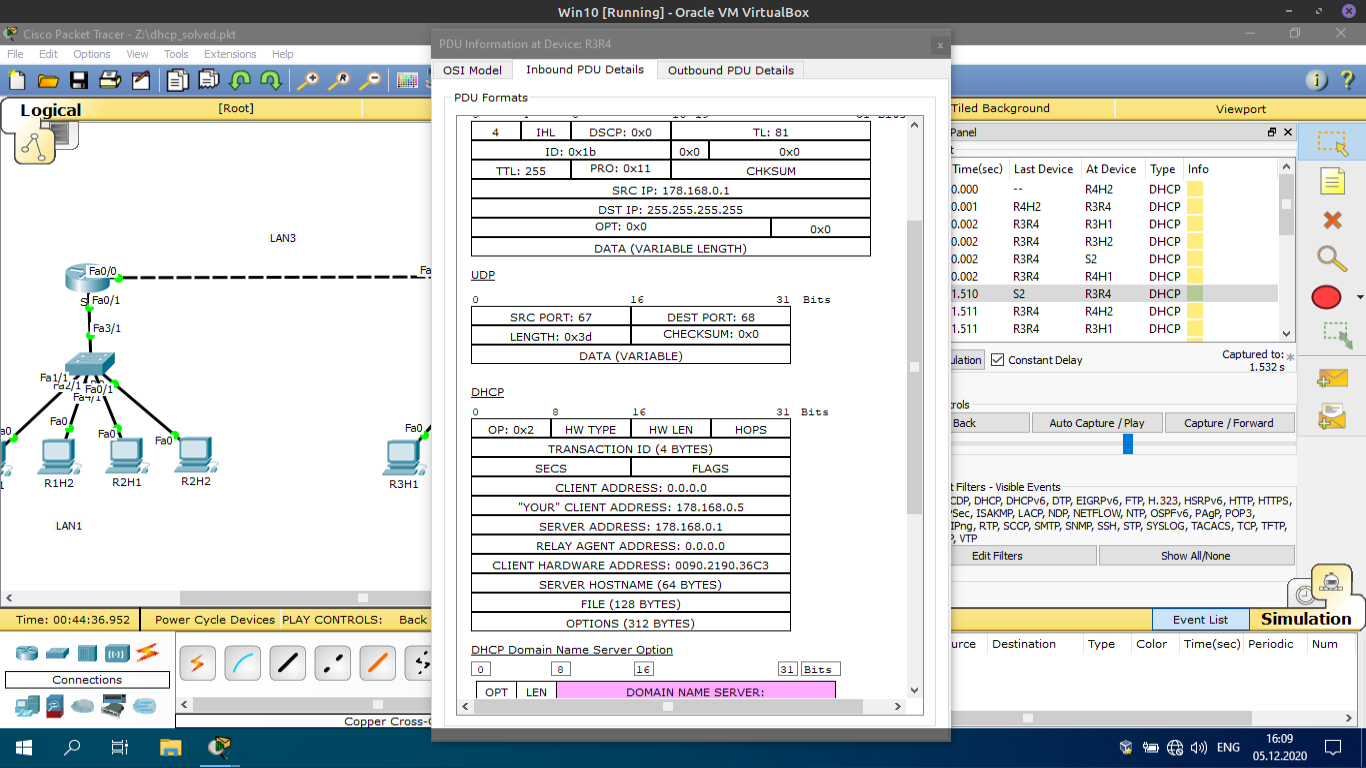 Win10 [Running] - Oracle VM VirtualBox
Cisco Packet Tracer - Z:\dhcp_solved.pkt
File Edit Options View Tools Extensions Help
Logical
[Root]
Tiled Background
Viewport
PDU Information at Device: R3R4
OSI Model
Inbound PDU Details
Outbound PDU Details
PDU Formats
4 IHL DSCP: 0x0 TL: 81
ID: 0x1b 0x0 0x0
TTL: 255 PRO: 0x11 CHKSUM
SRC IP: 178.168.0.1
DST IP: 255.255.255.255
OPT: 0x0 0x0
DATA (VARIABLE LENGTH)
UDP
0 16 31 Bits
SRC PORT: 67 DEST PORT: 68
LENGTH: 0x3d CHECKSUM: 0x0
DATA (VARIABLE)
DHCP
0 8 16 31 Bits
OP: 0x2 HW TYPE HW LEN HOPS
TRANSACTION ID (4 BYTES)
SECS FLAGS
CLIENT ADDRESS: 0.0.0.0
"YOUR" CLIENT ADDRESS: 178.168.0.5
SERVER ADDRESS: 178.168.0.1
RELAY AGENT ADDRESS: 0.0.0.0
CLIENT HARDWARE ADDRESS: 0090.2190.36C3
SERVER HOSTNAME (64 BYTES)
FILE (128 BYTES)
OPTIONS (312 BYTES)
DHCP Domain Name Server Option
0 8 16 31 Bits
OPT LEN DOMAIN NAME SERVER:
LAN3
Fa0/0
Fa0/1
Fa3/1
Fa1/1
Fa2/1
Fa0/1
Fa4/1
Fa0 Fa0 Fa0 Fa0
R1H2 R2H1 R2H2 R3H1
LAN1
Panel
Time(sec) Last Device At Device Type Info
0.000 -- R4H2 DHCP
0.001 R4H2 R3R4 DHCP
0.002 R3R4 R3H1 DHCP
0.002 R3R4 R3H2 DHCP
0.002 R3R4 S2 DHCP
0.002 R3R4 R4H1 DHCP
1.510 S2 R3R4 DHCP
1.511 R3R4 R4H2 DHCP
1.511 R3R4 R3H1 DHCP
Constant Delay
Captured to:
1.532 s
Back
Auto Capture / Play
Capture / Forward
Filters - Visible Events
CDP, DHCP, DHCPv6, DTP, EIGRPv6, FTP, H.323, HSRPv6, HTTP, HTTPS,
ISAKMP, LACP, NDP, NETFLOW, NTP, OSPFv6, PAgP, POP3,
RTP, SCCP, SMTP, SNMP, SSH, STP, SYSLOG, TACACS, TCP, TFTP,
VTP
Edit Filters
Show All/None
Time: 00:44:36.952
Power Cycle Devices PLAY CONTROLS: Back
Event List
Simulation
Destination Type Color Time(sec) Periodic Num
Connections
Copper Cross-
ENG
16:09
05.12.2020